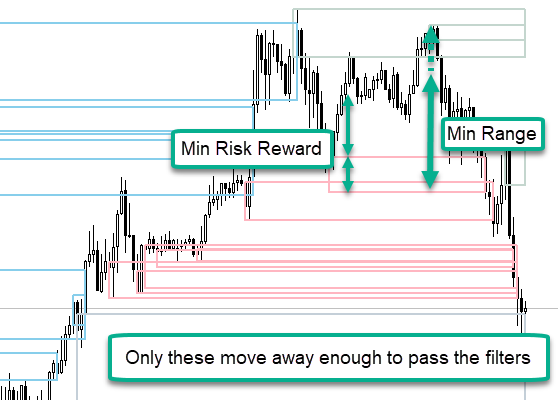 Min Risk Reward
Min Range
Only these move away enough to pass the filters